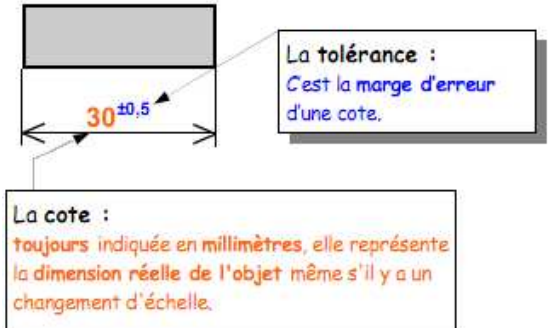 La tolérance :
C'est la marge d'erreur
d'une cote.
30±0,5
La cote :
toujours indiquée en millimètres, elle représente
la dimension réelle de l'objet même s'il y a un
changement d'échelle.